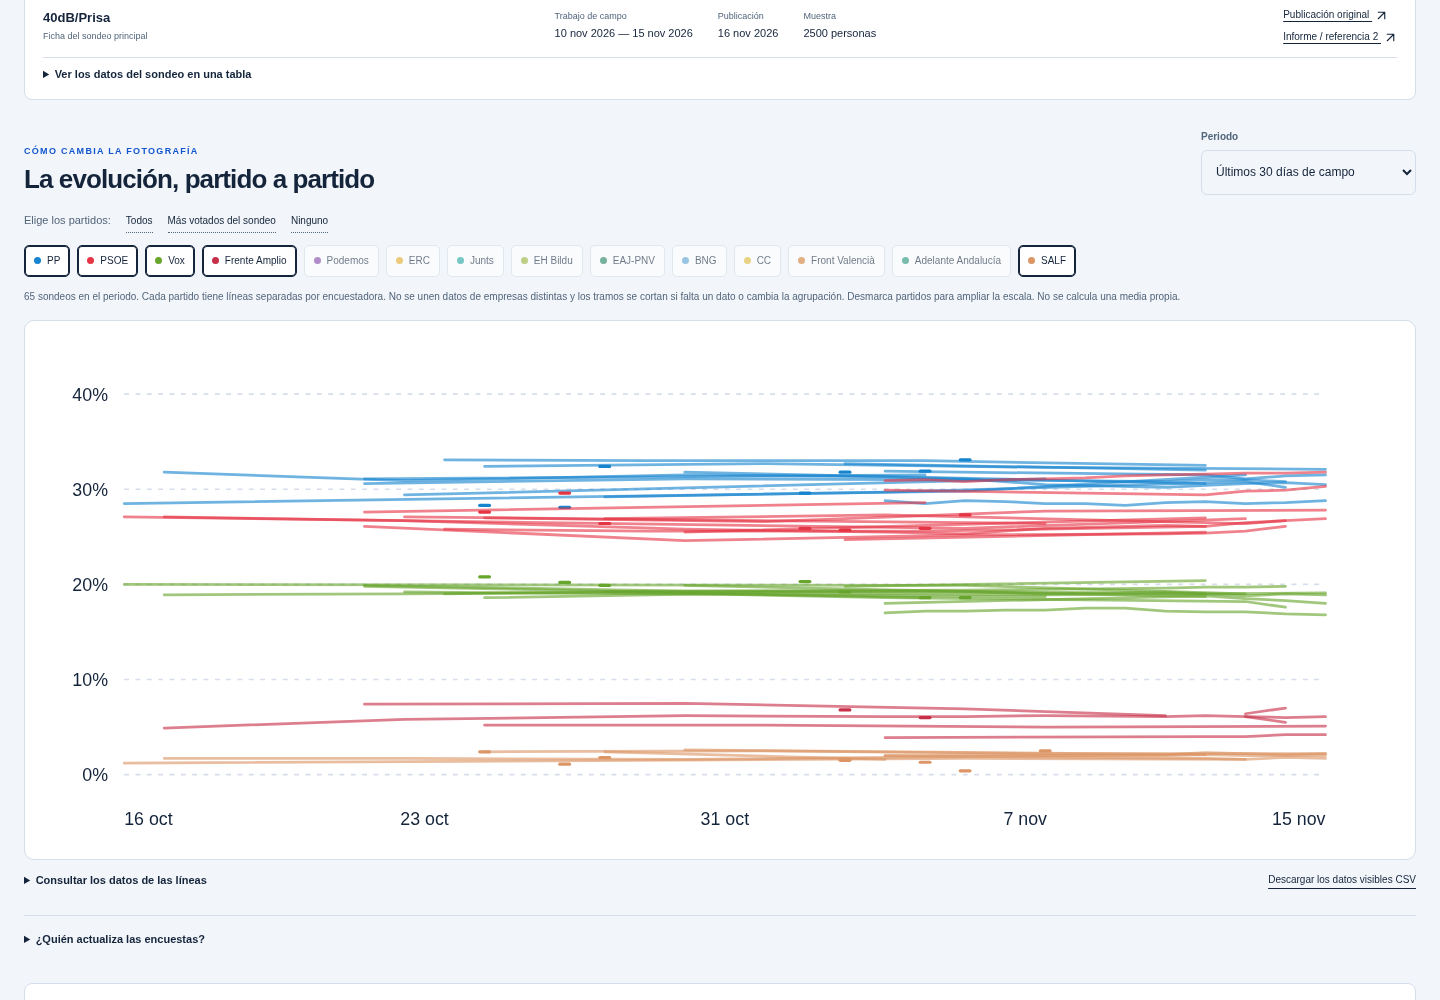 40dB/Prisa
Ficha del sondeo principal
Trabajo de campo
10 nov 2026 — 15 nov 2026
Publicación
16 nov 2026
Muestra
2500 personas
Publicación original
Informe / referencia 2
Ver los datos del sondeo en una tabla
CÓMO CAMBIA LA FOTOGRAFÍA
La evolución, partido a partido
Periodo
Últimos 30 días de campo
Elige los partidos: Todos Más votados del sondeo Ninguno
PP PSOE Vox Frente Amplio Podemos ERC Junts EH Bildu EAJ-PNV BNG CC Front Valencià Adelante Andalucía SALF
65 sondeos en el periodo. Cada partido tiene líneas separadas por encuestadora. No se unen datos de empresas distintas y los tramos se cortan si falta un dato o cambia la agrupación. Desmarca partidos para ampliar la escala. No se calcula una media propia.
40%
30%
20%
10%
0%
16 oct 23 oct 31 oct 7 nov 15 nov
Consultar los datos de las líneas
Descargar los datos visibles CSV
¿Quién actualiza las encuestas?